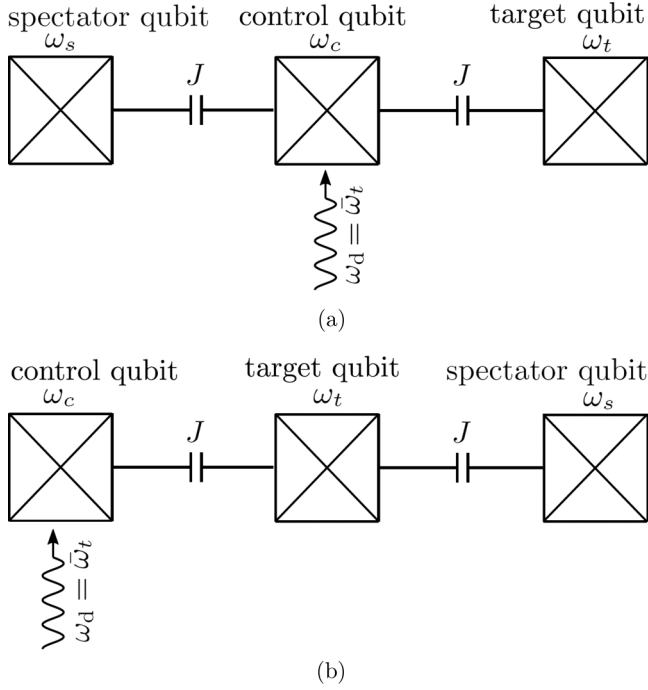 spectator qubit control qubit target qubit
ω_s ω_c ω_t
J J
ω_d = ω̄_t
(a)
control qubit target qubit spectator qubit
ω_c ω_t ω_s
J J
ω_d = ω̄_t
(b)